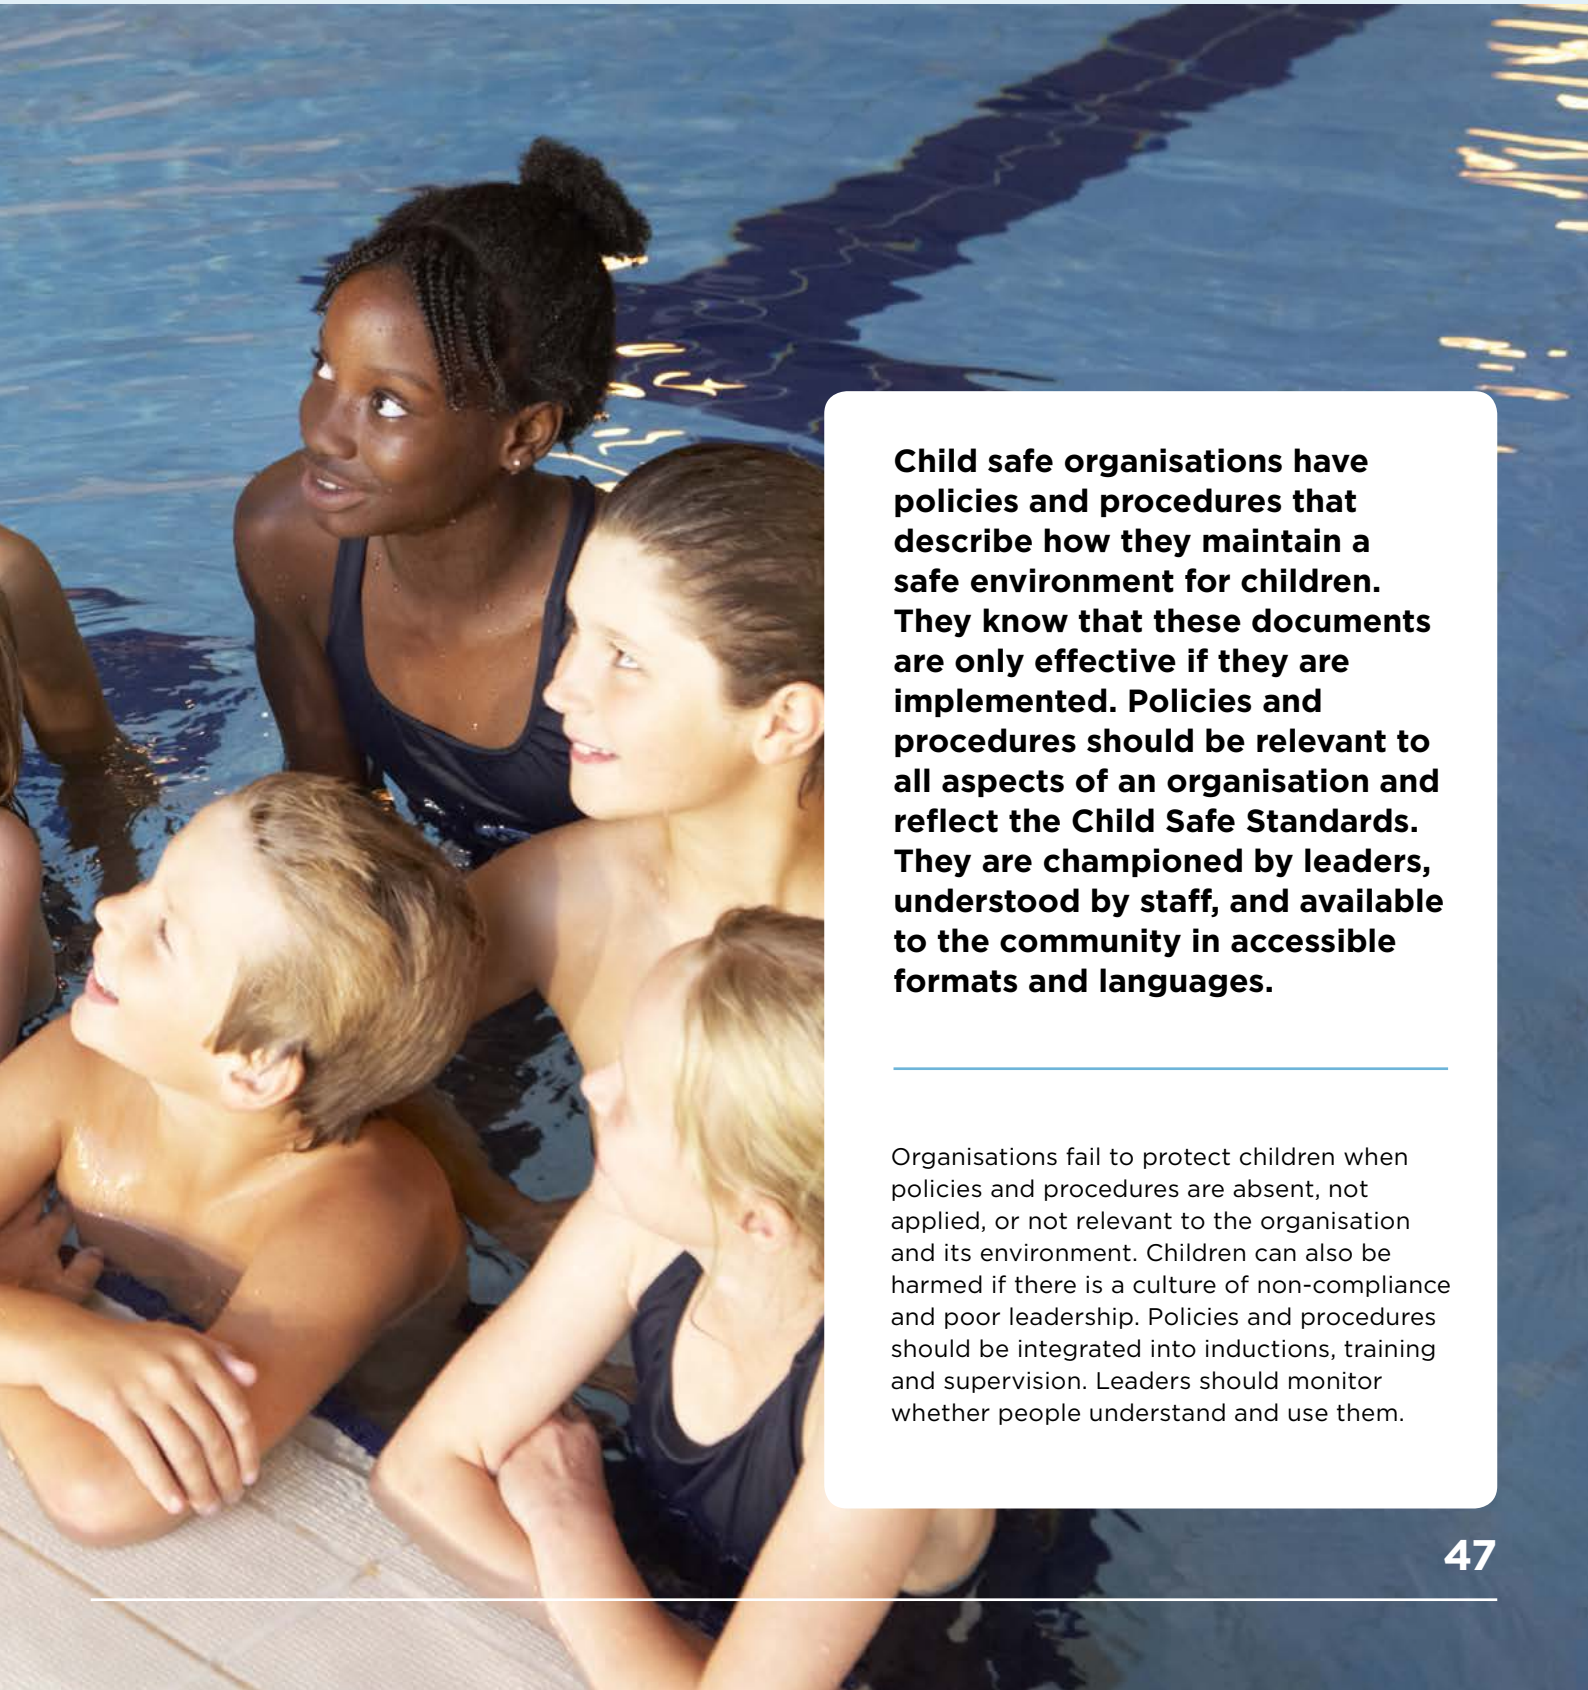 Child safe organisations have
policies and procedures that
describe how they maintain a
safe environment for children.
They know that these documents
are only effective if they are
implemented. Policies and
procedures should be relevant to
all aspects of an organisation and
reflect the Child Safe Standards.
They are championed by leaders,
understood by staff, and available
to the community in accessible
formats and languages.
Organisations fail to protect children when
policies and procedures are absent, not
applied, or not relevant to the organisation
and its environment. Children can also be
harmed if there is a culture of non-compliance
and poor leadership. Policies and procedures
should be integrated into inductions, training
and supervision. Leaders should monitor
whether people understand and use them.
47